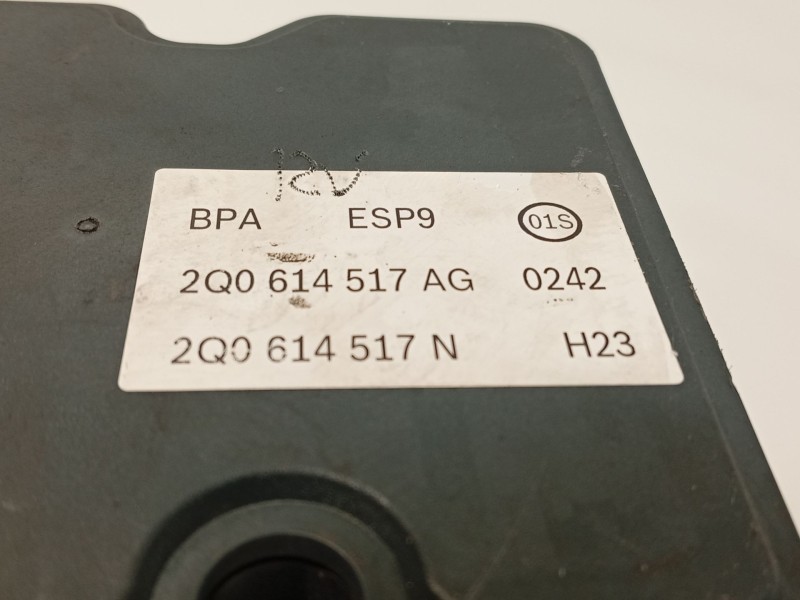 BPA ESP9 01S
2Q0 614 517 AG 0242
2Q0 614 517 N H23